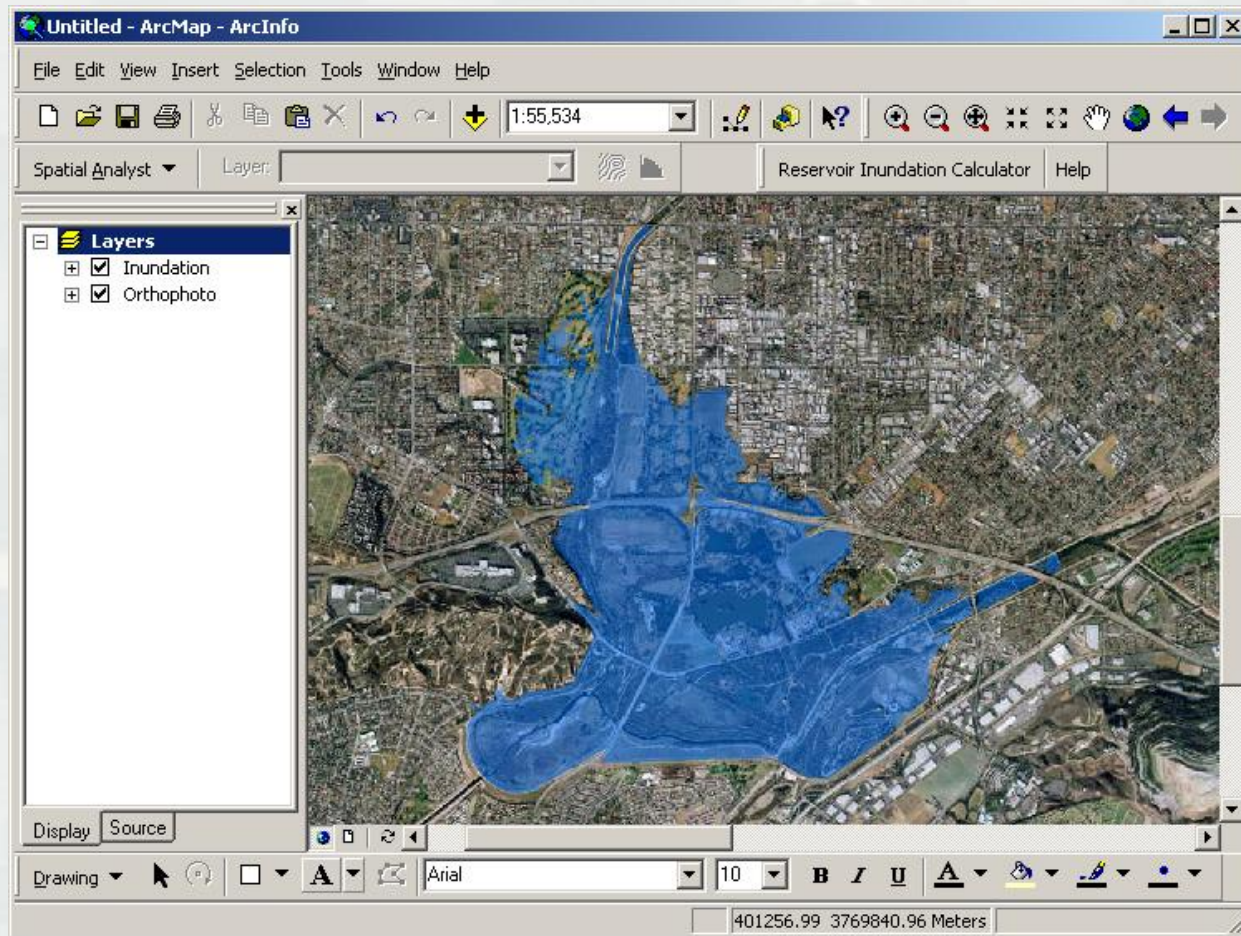 Untitled - ArcMap - ArcInfo
File Edit View Insert Selection Tools Window Help
1:55,534
Spatial Analyst Layer: Reservoir Inundation Calculator Help
Layers
Inundation
Orthophoto
Display Source
Drawing A Arial 10 B I U A
401256.99 3769840.96 Meters